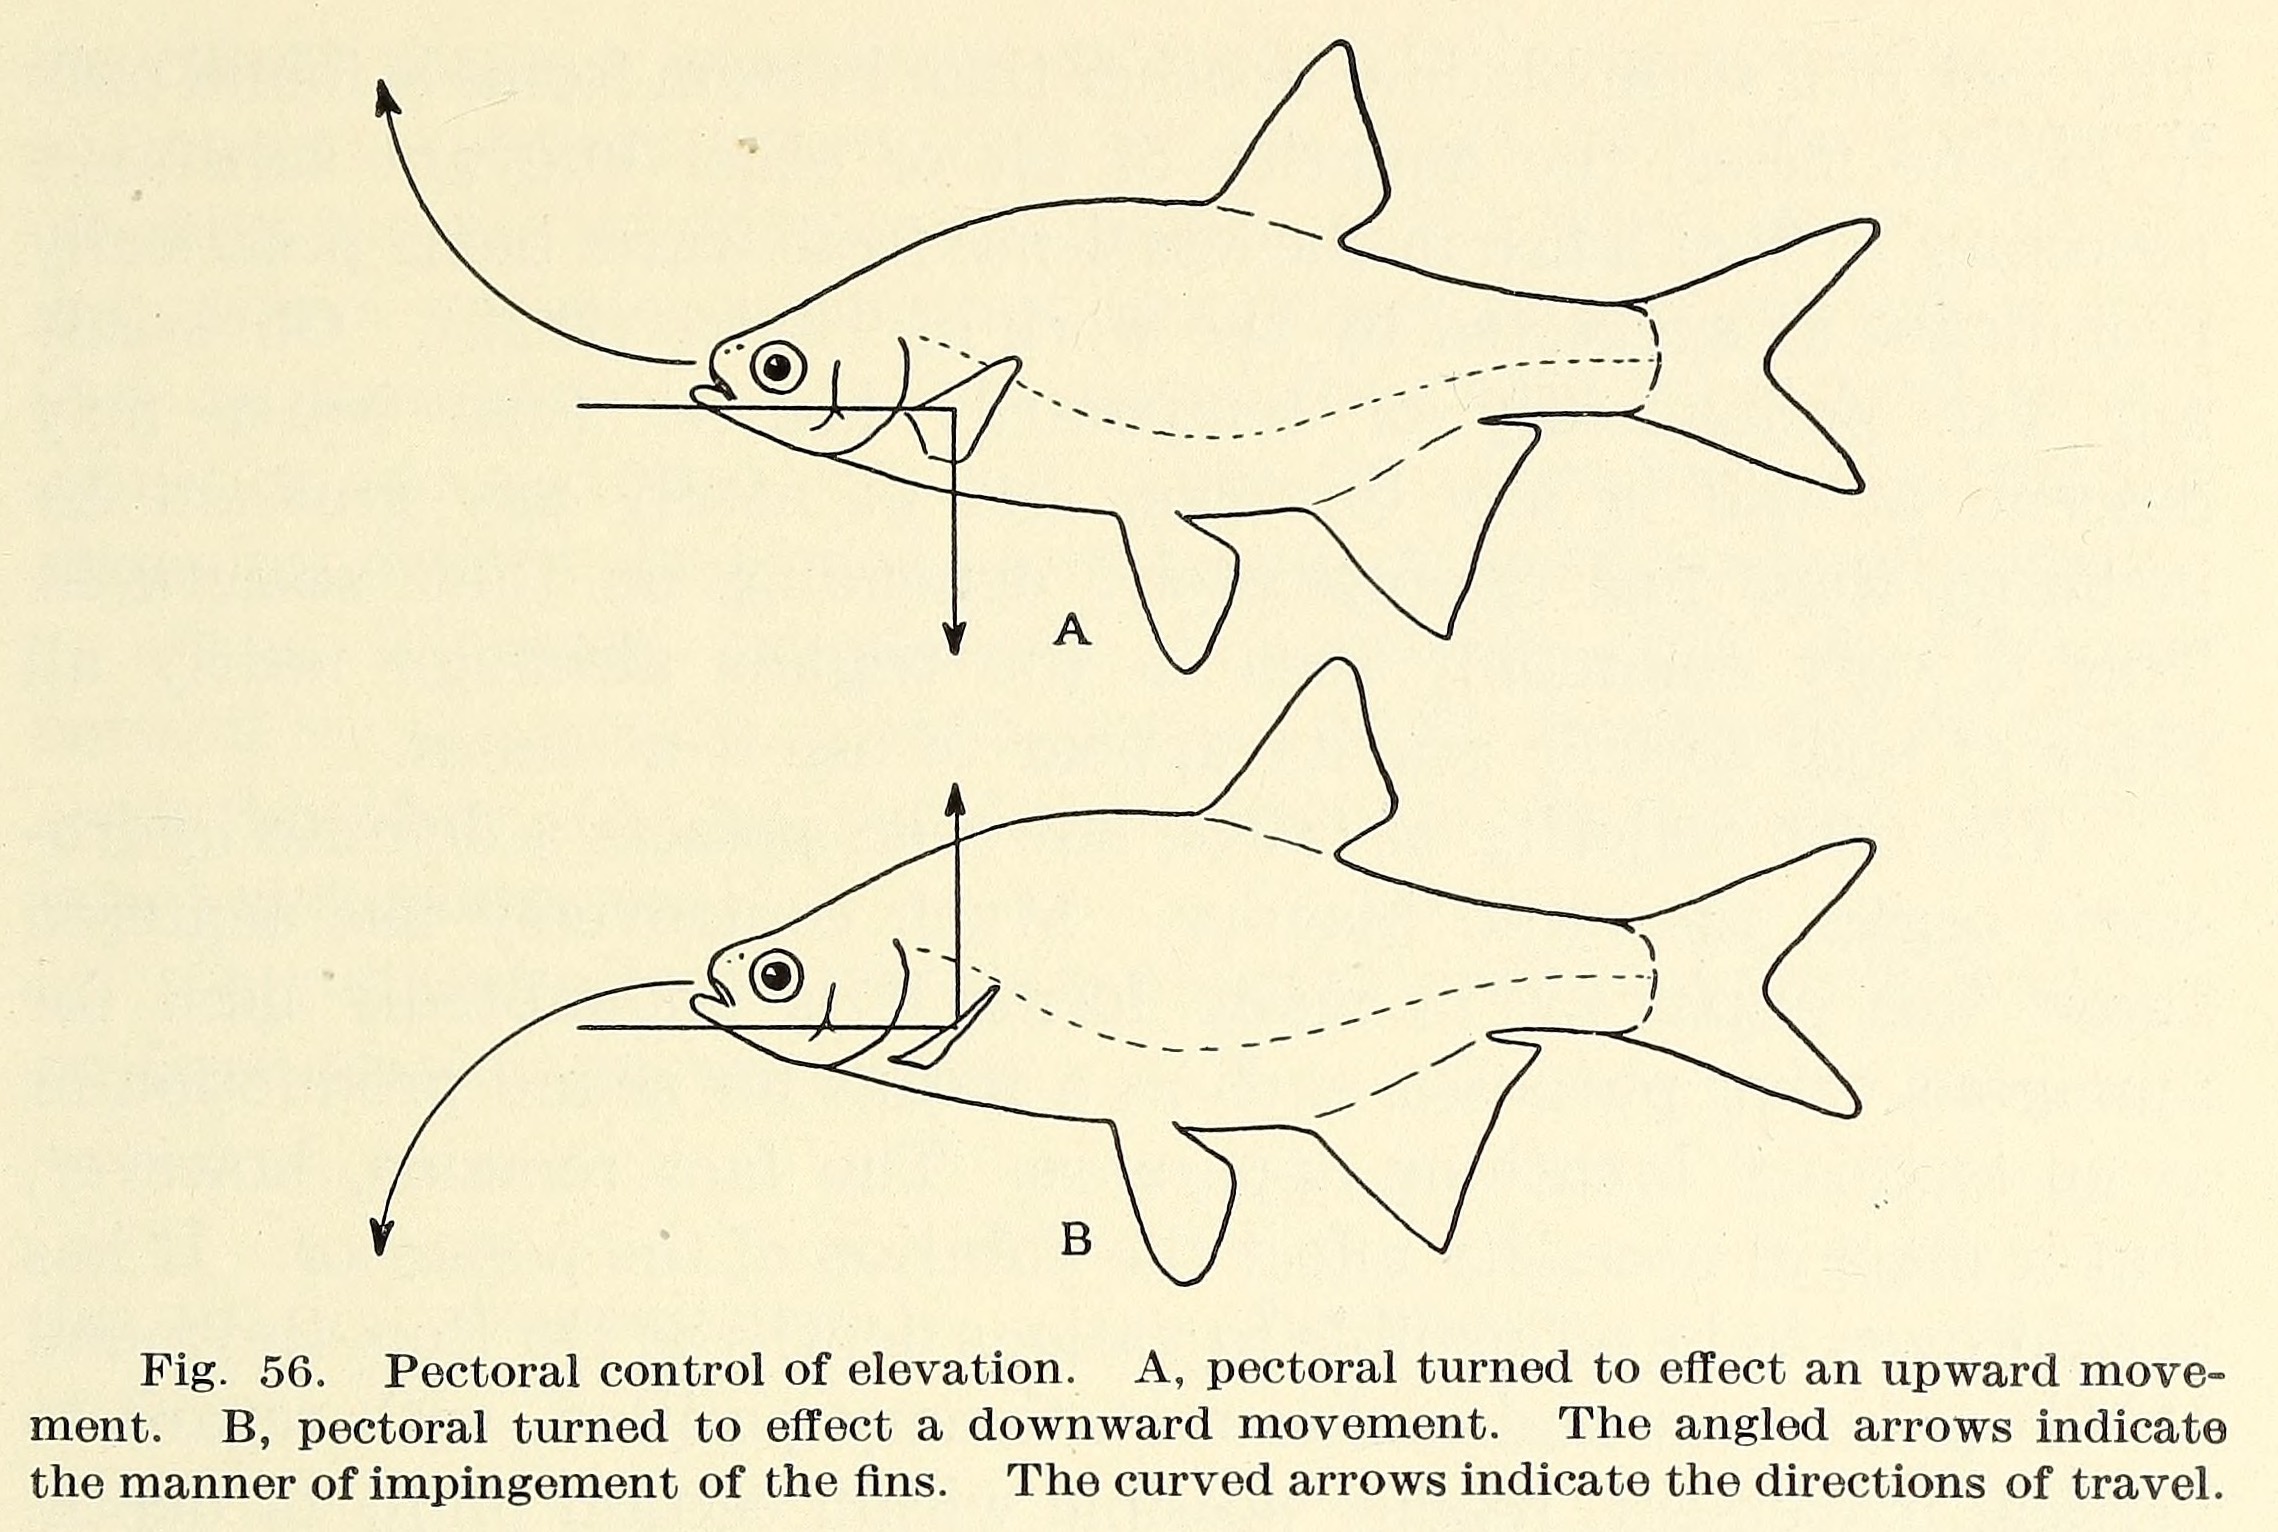 A
B
Fig. 56. Pectoral control of elevation. A, pectoral turned to effect an upward move-
ment. B, pectoral turned to effect a downward movement. The angled arrows indicate
the manner of impingement of the fins. The curved arrows indicate the directions of travel.